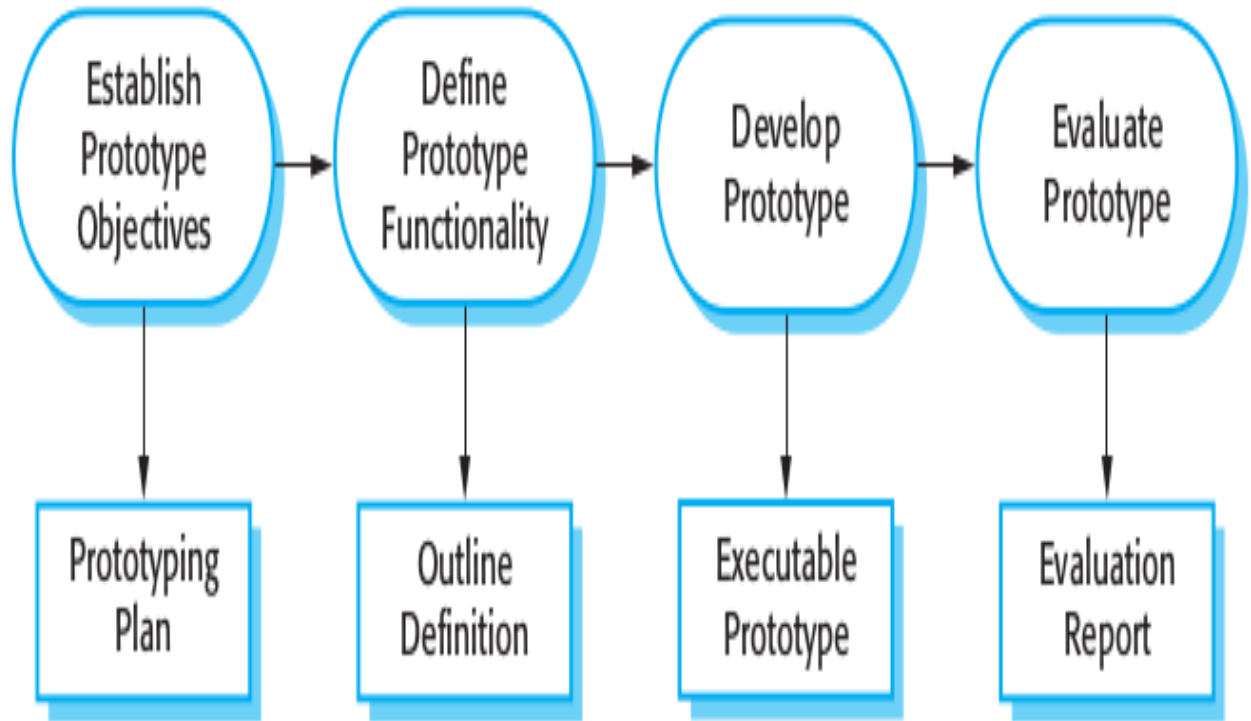 Establish
Prototype
Objectives
Define
Prototype
Functionality
Develop
Prototype
Evaluate
Prototype
Prototyping
Plan
Outline
Definition
Executable
Prototype
Evaluation
Report